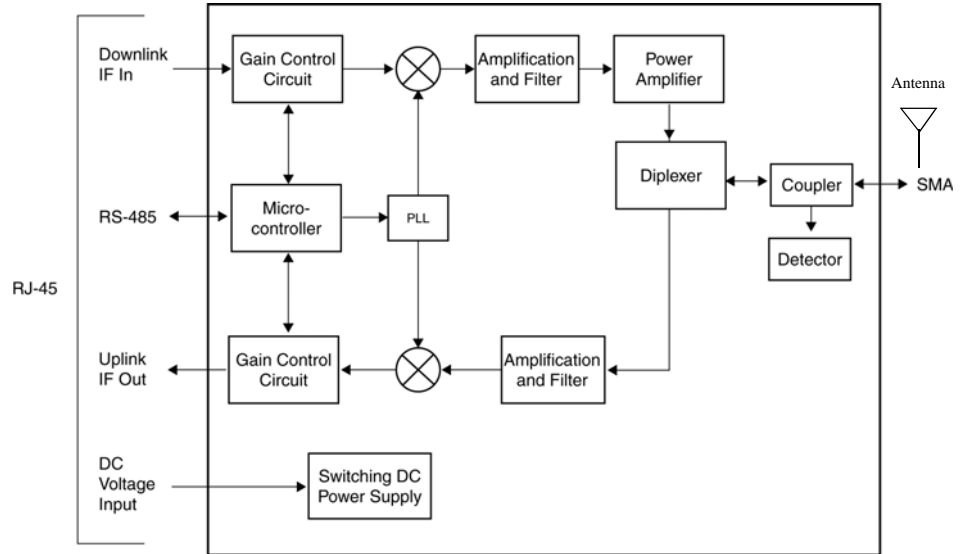 Downlink
IF In
Gain Control
Circuit
Amplification
and Filter
Power
Amplifier
Antenna
Diplexer
Coupler
SMA
RS-485
Micro-
controller
PLL
Detector
RJ-45
Uplink
IF Out
Gain Control
Circuit
Amplification
and Filter
DC
Voltage
Input
Switching DC
Power Supply